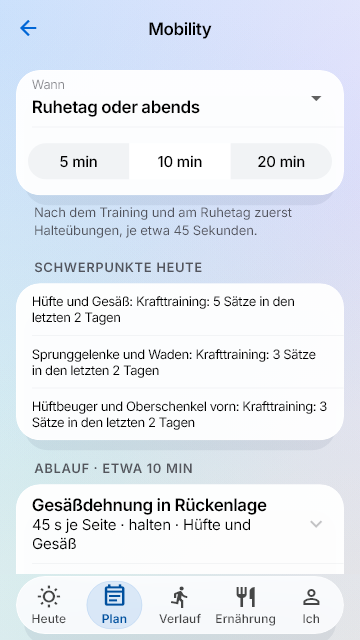 Mobility
Wann
Ruhetag oder abends
5 min
10 min
20 min
Nach dem Training und am Ruhetag zuerst
Halteübungen, je etwa 45 Sekunden.
SCHWERPUNKTE HEUTE
Hüfte und Gesäß: Krafttraining: 5 Sätze in den
letzten 2 Tagen
Sprunggelenke und Waden: Krafttraining: 3 Sätze
in den letzten 2 Tagen
Hüftbeuger und Oberschenkel vorn: Krafttraining: 3
Sätze in den letzten 2 Tagen
ABLAUF · ETWA 10 MIN
Gesäßdehnung in Rückenlage
45 s je Seite · halten · Hüfte und
Gesäß
Heute
Plan
Verlauf
Ernährung
Ich